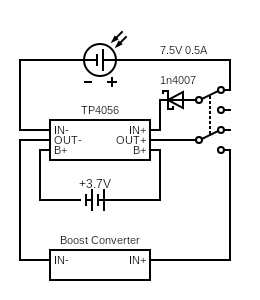 7.5V 0.5A
1n4007
TP4056
IN- IN+
OUT- OUT+
B+ B+
+3.7V
Boost Converter
IN- IN+